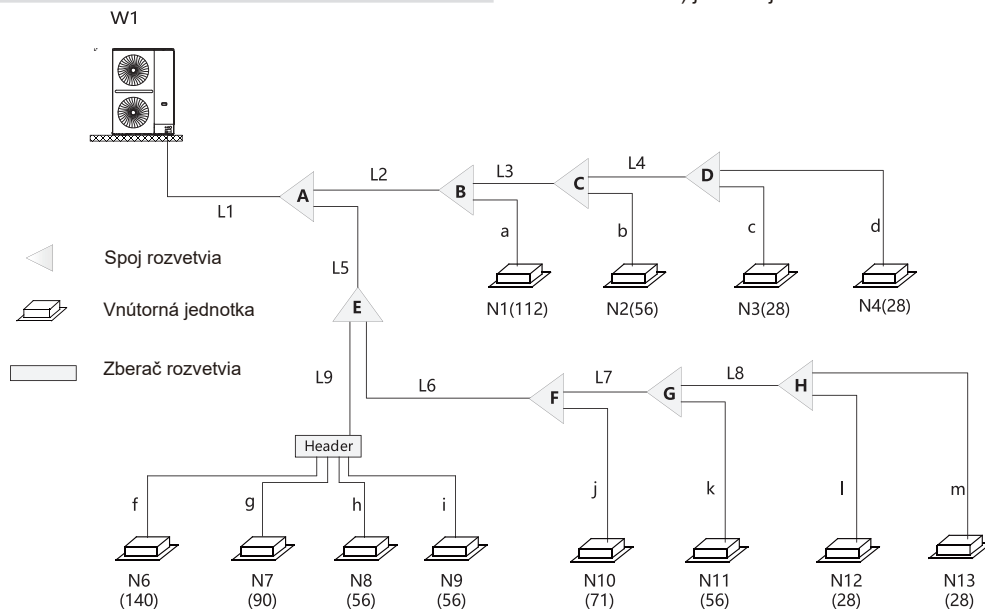 W1
L1
L2
L3
L4
A
B
C
D
a
b
c
d
N1(112)
N2(56)
N3(28)
N4(28)
Spoj rozvetvia
Vnútorná jednotka
Zberač rozvetvia
L5
E
L9
L6
L7
L8
F
G
H
Header
f
g
h
i
j
k
l
m
N6
(140)
N7
(90)
N8
(56)
N9
(56)
N10
(71)
N11
(56)
N12
(28)
N13
(28)